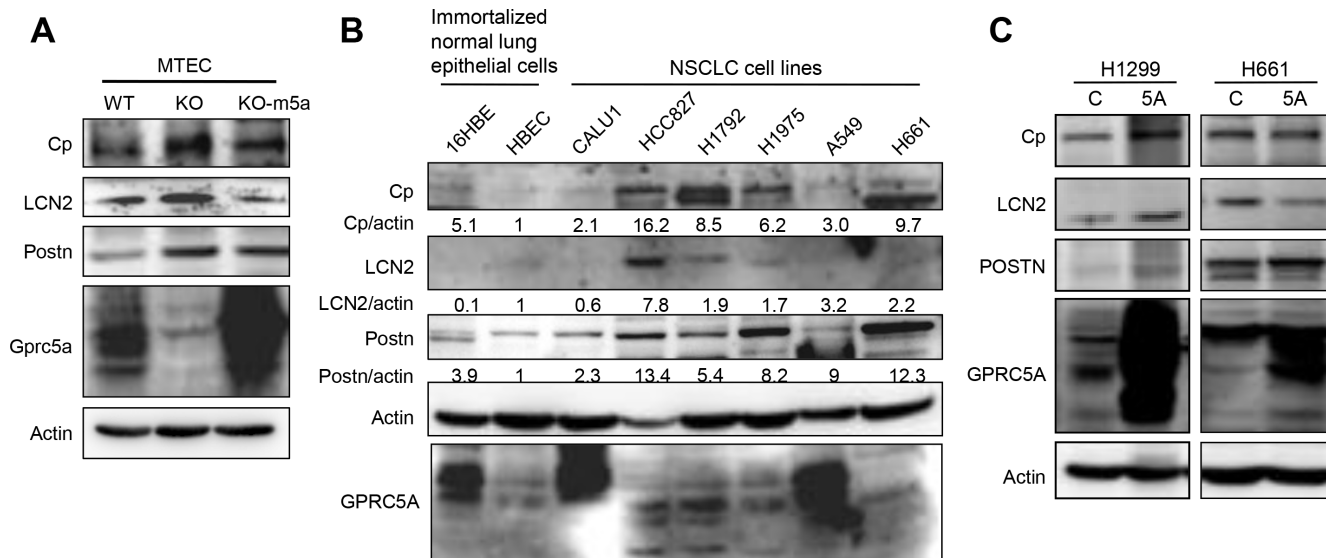 A
MTEC
WT KO KO-m5a
Cp
LCN2
Postn
Gprc5a
Actin
B
Immortalized
normal lung
epithelial cells
NSCLC cell lines
16HBE HBEC CALU1 HCC827 H1792 H1975 A549 H661
Cp
Cp/actin 5.1 1 2.1 16.2 8.5 6.2 3.0 9.7
LCN2
LCN2/actin 0.1 1 0.6 7.8 1.9 1.7 3.2 2.2
Postn
Postn/actin 3.9 1 2.3 13.4 5.4 8.2 9 12.3
Actin
GPRC5A
C
H1299 H661
C 5A C 5A
Cp
LCN2
POSTN
GPRC5A
Actin